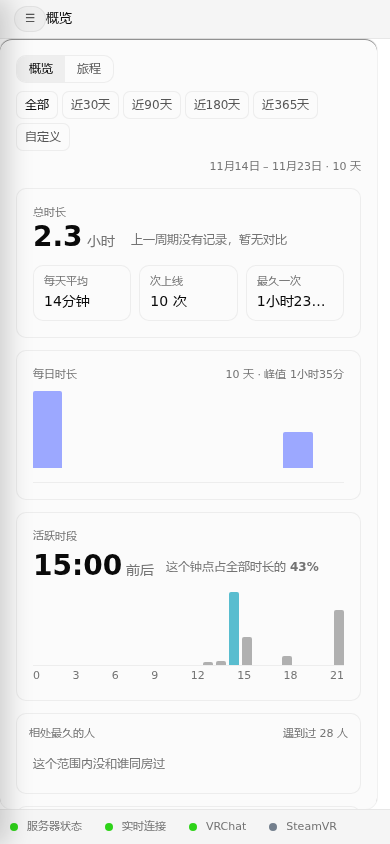 ☰ 概览
概览 旅程
全部 近30天 近90天 近180天 近365天
自定义
11月14日 – 11月23日 · 10 天
总时长
2.3 小时 上一周期没有记录，暂无对比
每天平均 次上线 最久一次
14分钟 10 次 1小时23…
每日时长 10 天 · 峰值 1小时35分
活跃时段
15:00 前后 这个钟点占全部时长的 43%
0 3 6 9 12 15 18 21
相处最久的人 遇到过 28 人
这个范围内没和谁同房过
服务器状态 实时连接 VRChat SteamVR